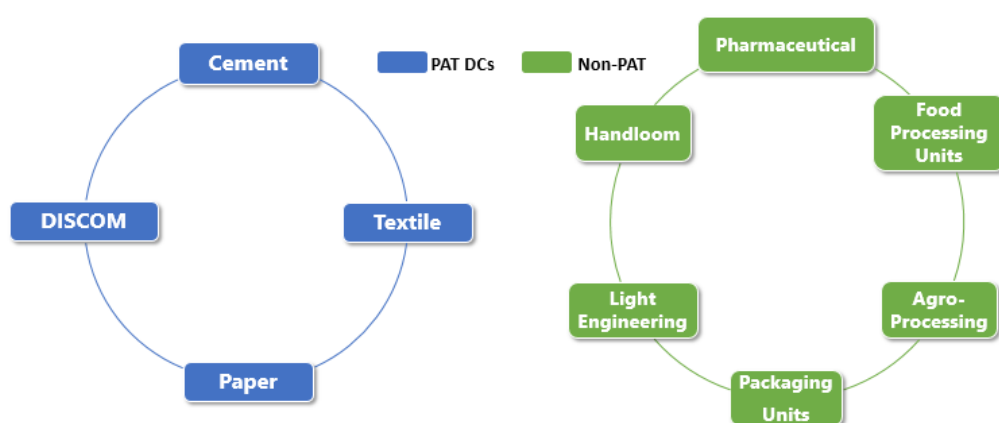 Cement
PAT DCs
Non-PAT
DISCOM
Textile
Paper
Pharmaceutical
Handloom
Food
Processing
Units
Light
Engineering
Agro-
Processing
Packaging
Units